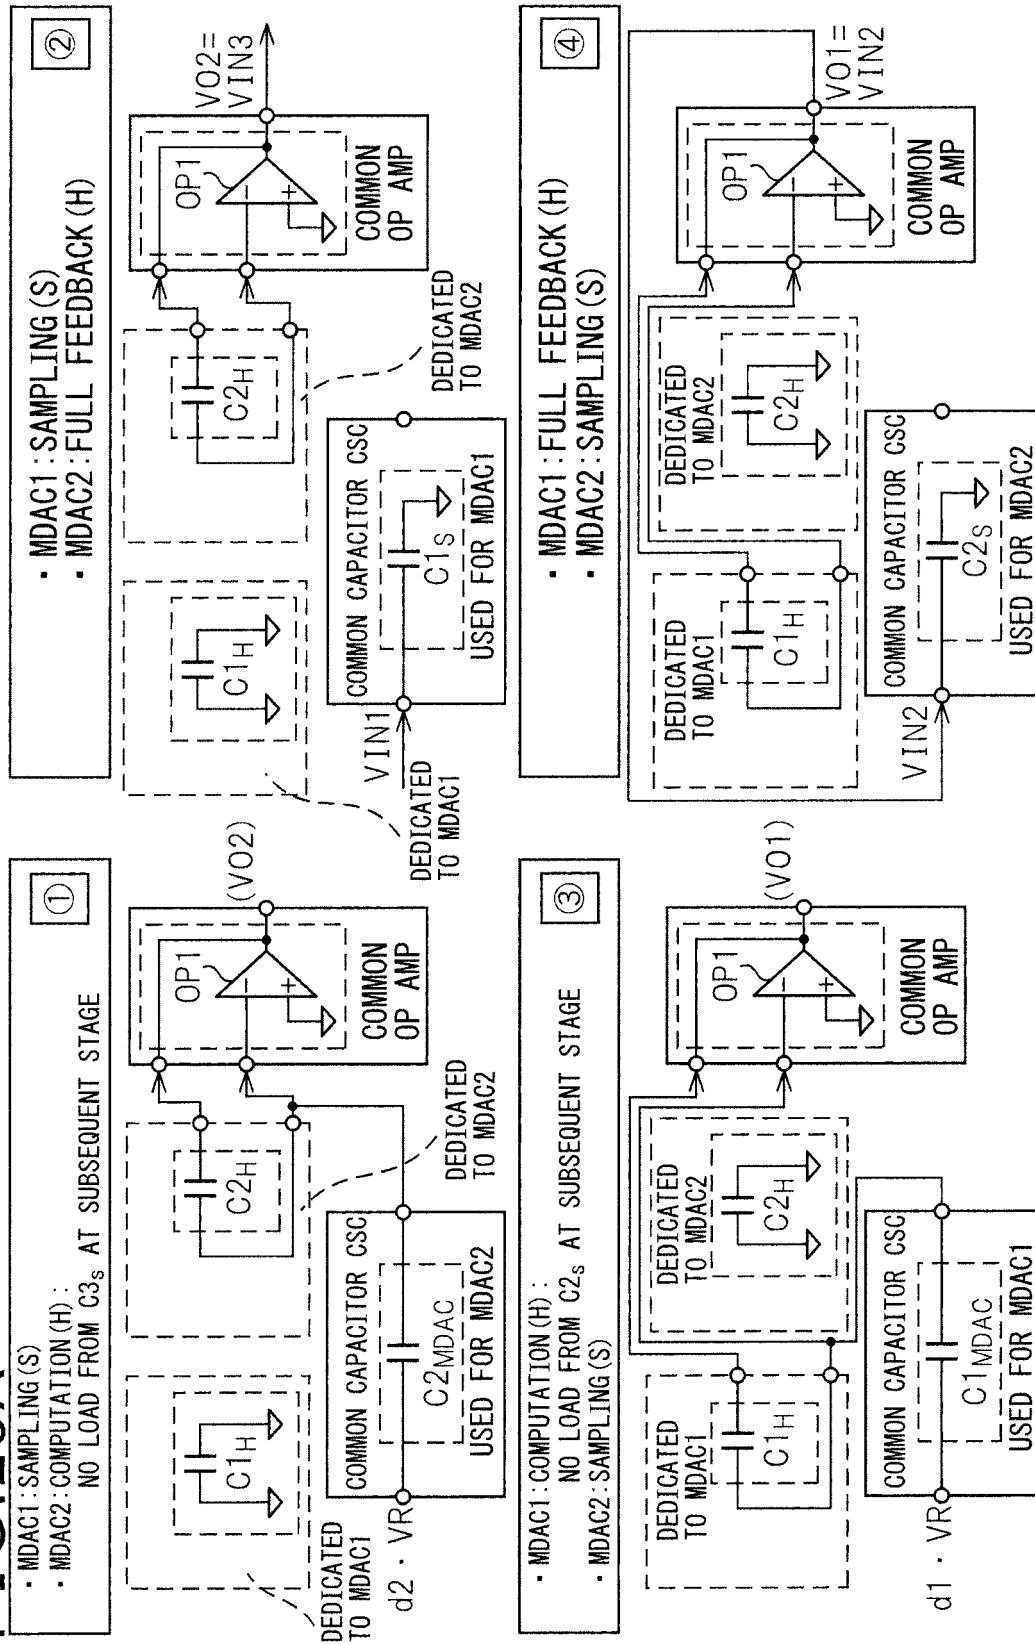 ①
· MDAC1:SAMPLING(S)
· MDAC2:COMPUTATION(H):
NO LOAD FROM C3s AT SUBSEQUENT STAGE
DEDICATED
TO MDAC1
C1H
C2H
DEDICATED
TO MDAC2
OP1
(VO2)
COMMON
OP AMP
d2 · VR
COMMON CAPACITOR CSC
C2MDAC
USED FOR MDAC2
②
· MDAC1:SAMPLING(S)
· MDAC2:FULL FEEDBACK(H)
DEDICATED
TO MDAC1
C1H
C2H
DEDICATED
TO MDAC2
OP1
VO2=
VIN3
COMMON
OP AMP
VIN1
COMMON CAPACITOR CSC
C1S
USED FOR MDAC1
③
· MDAC1:COMPUTATION(H):
NO LOAD FROM C2s AT SUBSEQUENT STAGE
· MDAC2:SAMPLING(S)
DEDICATED
TO MDAC1
C1H
DEDICATED
TO MDAC2
C2H
OP1
(VO1)
COMMON
OP AMP
d1 · VR
COMMON CAPACITOR CSC
C1MDAC
USED FOR MDAC1
④
· MDAC1:FULL FEEDBACK(H)
· MDAC2:SAMPLING(S)
DEDICATED
TO MDAC1
C1H
DEDICATED
TO MDAC2
C2H
OP1
VO1=
VIN2
COMMON
OP AMP
VIN2
COMMON CAPACITOR CSC
C2S
USED FOR MDAC2